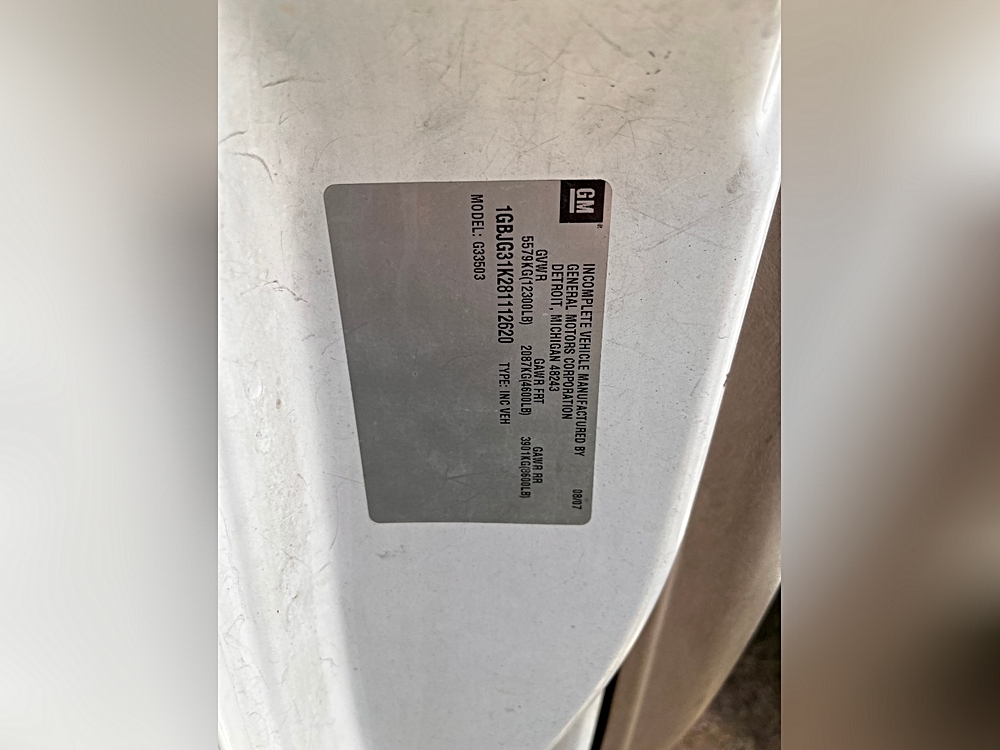 GM
INCOMPLETE VEHICLE MANUFACTURED BY
GENERAL MOTORS CORPORATION 08/07
DETROIT, MICHIGAN 48243
GVWR GAWR FRT GAWR RR
5579KG(12300LB) 2087KG(4600LB) 3901KG(8600LB)
1GBJG31K281112620 TYPE: INC VEH
MODEL: G33503